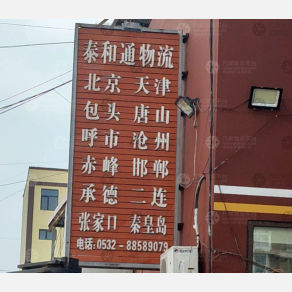 泰和通物流
北京 天津
包头 唐山
呼市 沧州
赤峰 邯郸
承德 二连
张家口 秦皇岛
电话:0532-88589079